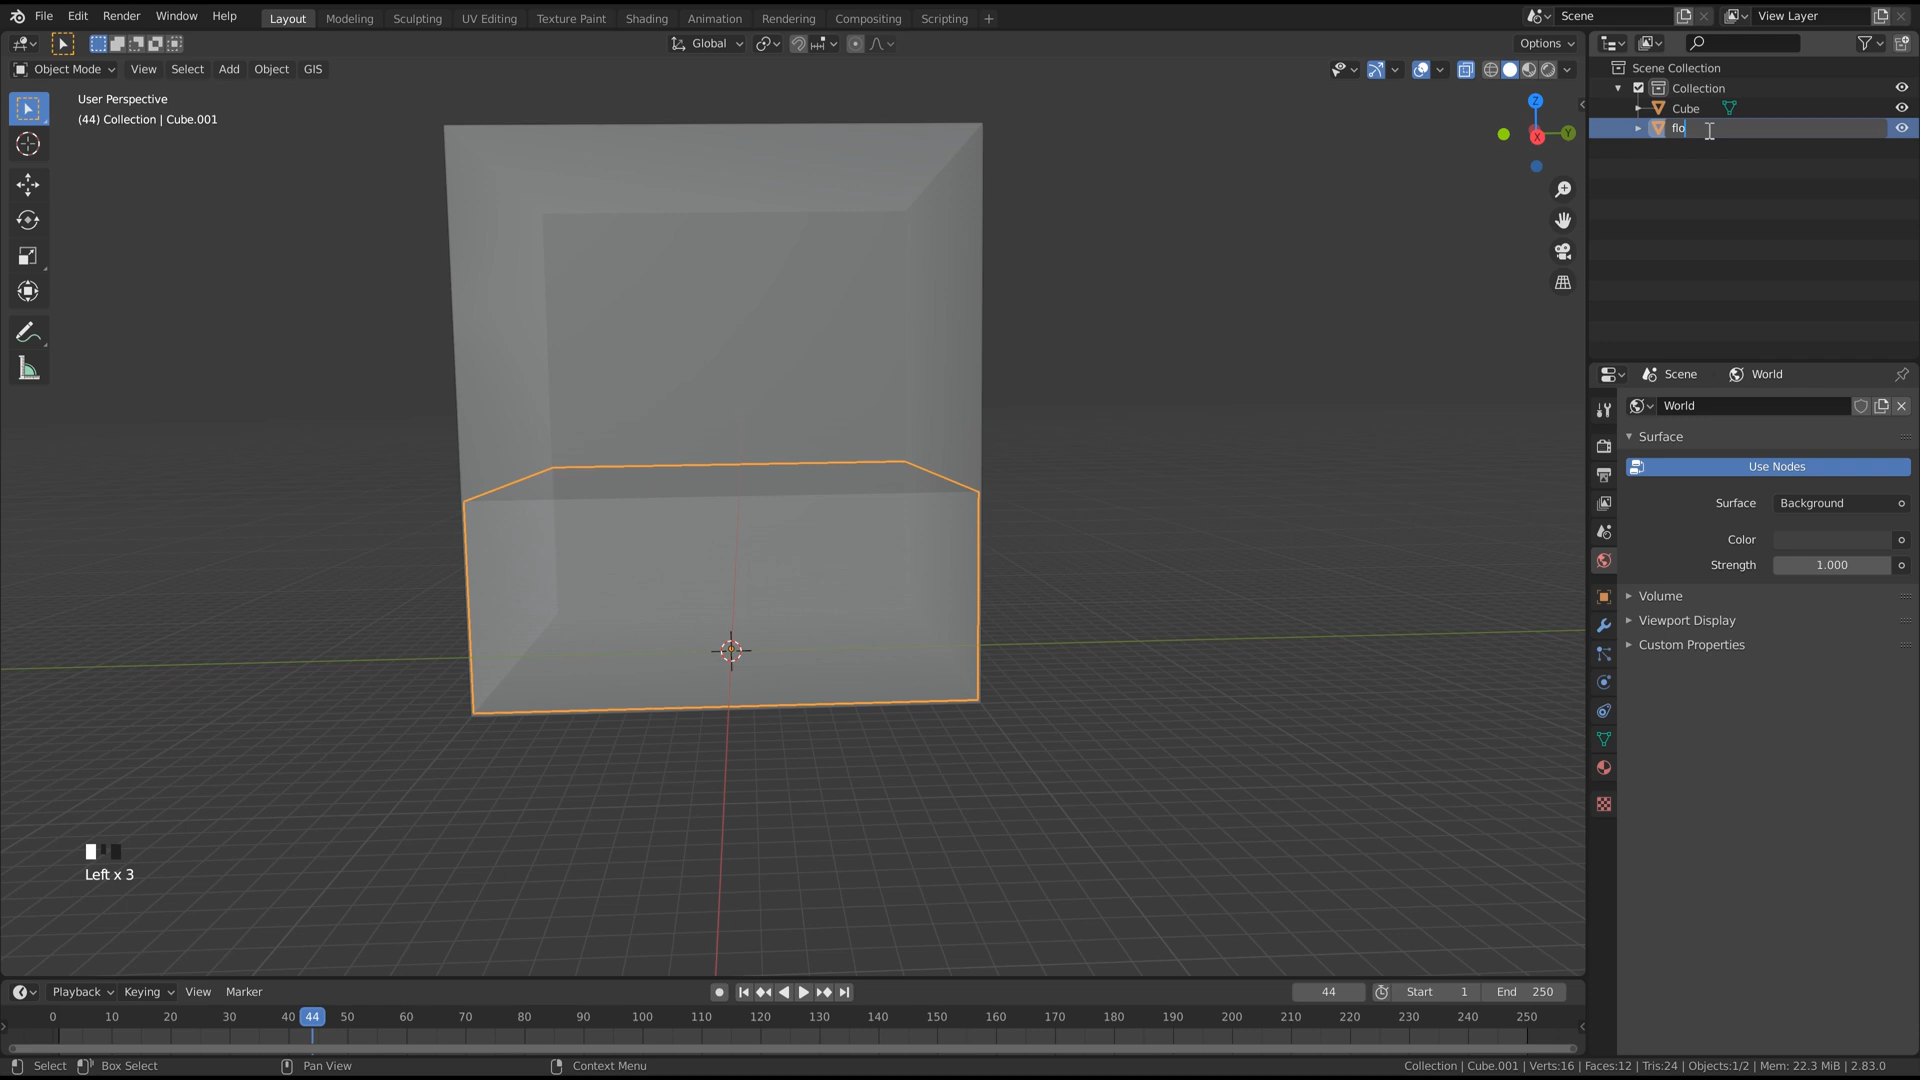 File Edit Render Window Help Layout Modeling Sculpting UV Editing Texture Paint Shading Animation Rendering Compositing Scripting + Scene View Layer
Global Options
Object Mode View Select Add Object GIS
User Perspective
(44) Collection | Cube.001
Z
Y
X
Scene Collection
Collection
Cube
flo
Scene World
World
Surface
Use Nodes
Surface Background
Color
Strength 1.000
Volume
Viewport Display
Custom Properties
Left x 3
Playback Keying View Marker 44 Start 1 End 250
0 10 20 30 40 44 50 60 70 80 90 100 110 120 130 140 150 160 170 180 190 200 210 220 230 240 250
Select Box Select Pan View Context Menu Collection | Cube.001 | Verts:16 | Faces:12 | Tris:24 | Objects:1/2 | Mem: 22.3 MiB | 2.83.0